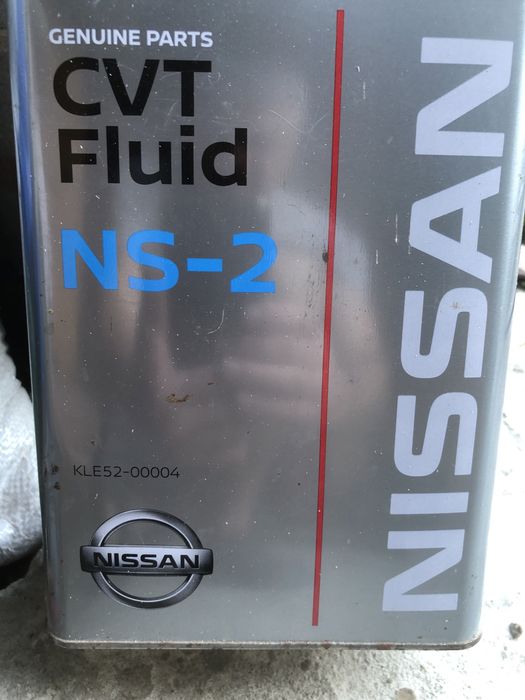 GENUINE PARTS
CVT
Fluid
NS-2
KLE52-00004
NISSAN
NISSAN